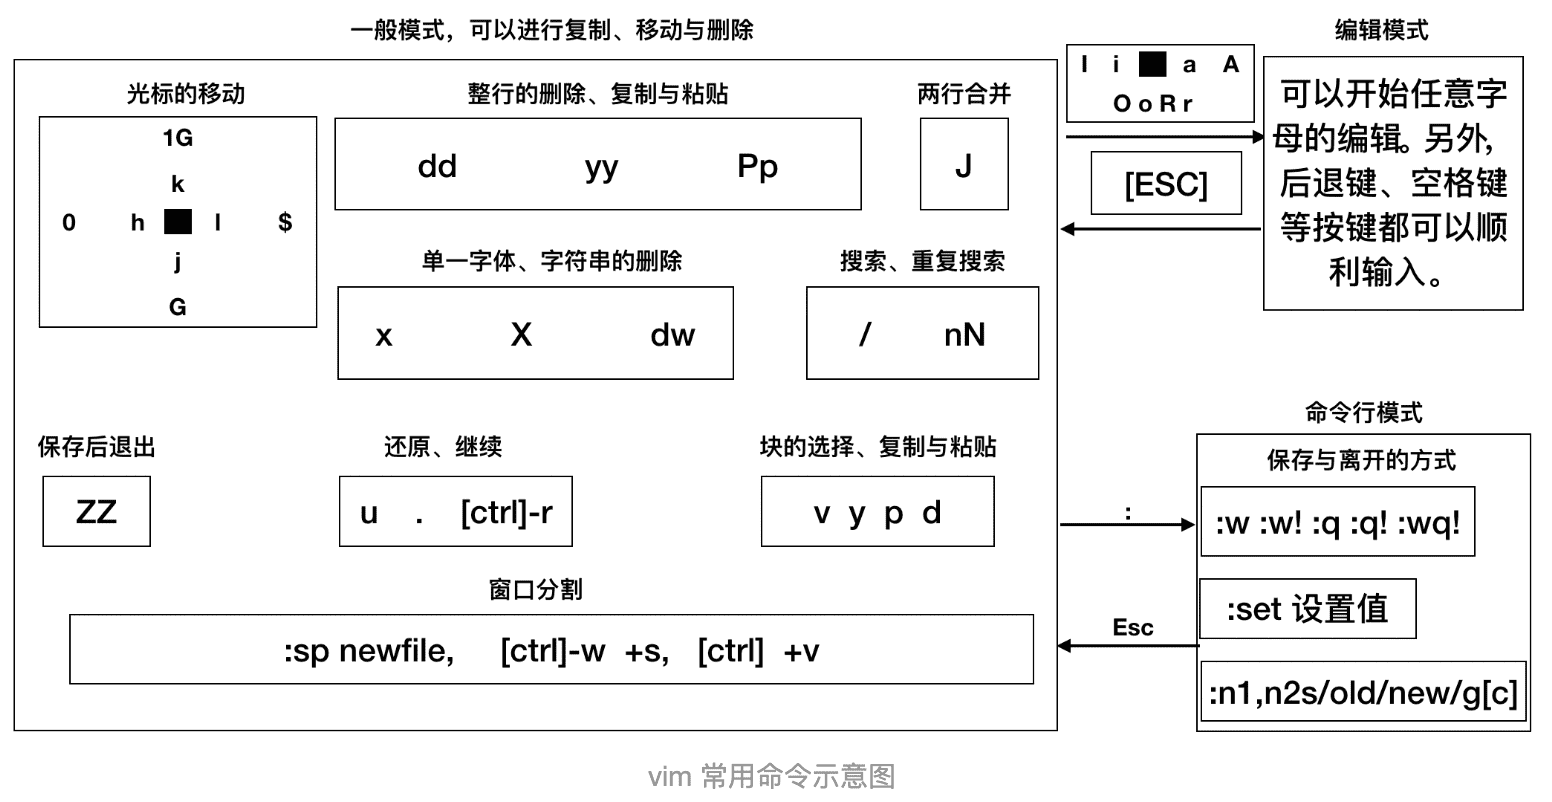 一般模式，可以进行复制、移动与删除
编辑模式
光标的移动
1G
k
0 h l $
j
G
整行的删除、复制与粘贴
dd yy Pp
两行合并
J
单一字体、字符串的删除
x X dw
搜索、重复搜索
/ nN
保存后退出
ZZ
还原、继续
u . [ctrl]-r
块的选择、复制与粘贴
v y p d
窗口分割
:sp newfile, [ctrl]-w +s, [ctrl] +v
I i a A
O o R r
[ESC]
可以开始任意字
母的编辑。另外,
后退键、空格键
等按键都可以顺
利输入。
命令行模式
保存与离开的方式
:w :w! :q :q! :wq!
:set 设置值
:n1,n2s/old/new/g[c]
:
Esc
vim 常用命令示意图